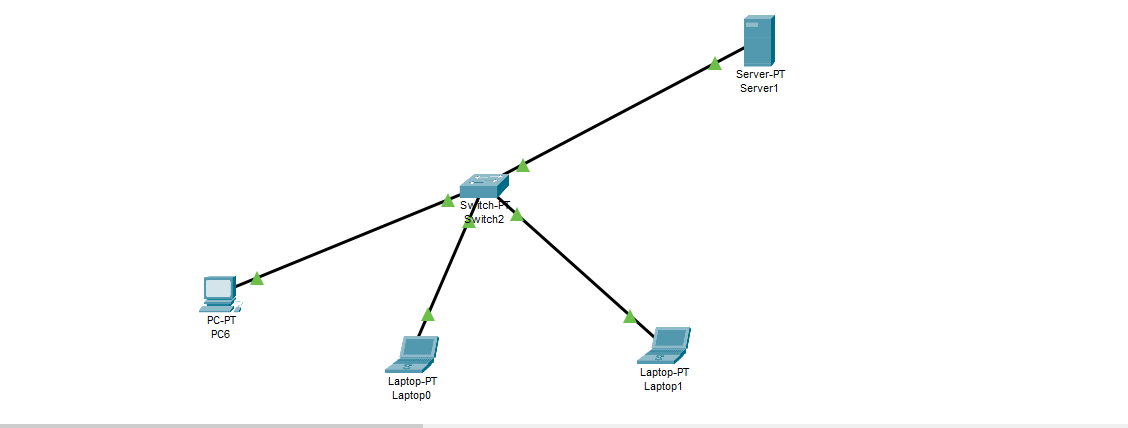 Server-PT
Server1
Switch-PT
Switch2
PC-PT
PC6
Laptop-PT
Laptop0
Laptop-PT
Laptop1